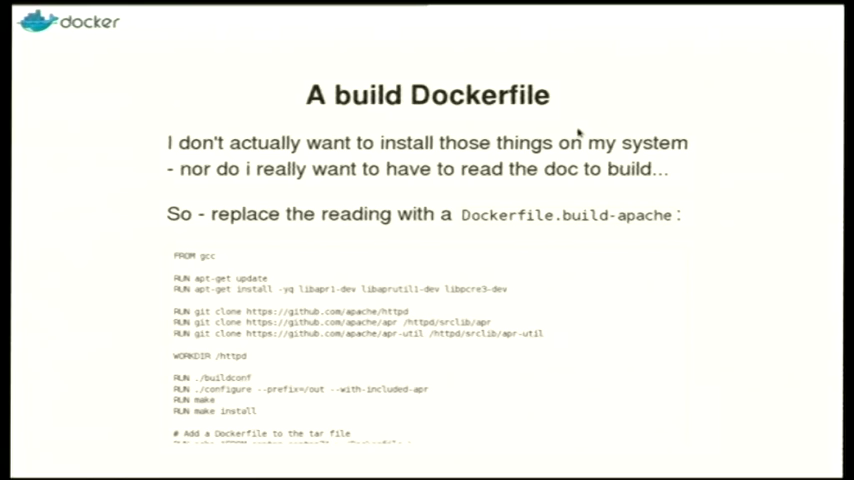 docker
A build Dockerfile
I don't actually want to install those things on my system
- nor do i really want to have to read the doc to build...
So - replace the reading with a Dockerfile.build-apache:
FROM gcc
RUN apt-get update
RUN apt-get install -yq libapr1-dev libaprutil1-dev libpcre3-dev
RUN git clone https://github.com/apache/httpd
RUN git clone https://github.com/apache/apr /httpd/srclib/apr
RUN git clone https://github.com/apache/apr-util /httpd/srclib/apr-util
WORKDIR /httpd
RUN ./buildconf
RUN ./configure --prefix=/out --with-included-apr
RUN make
RUN make install
# Add a Dockerfile to the tar file